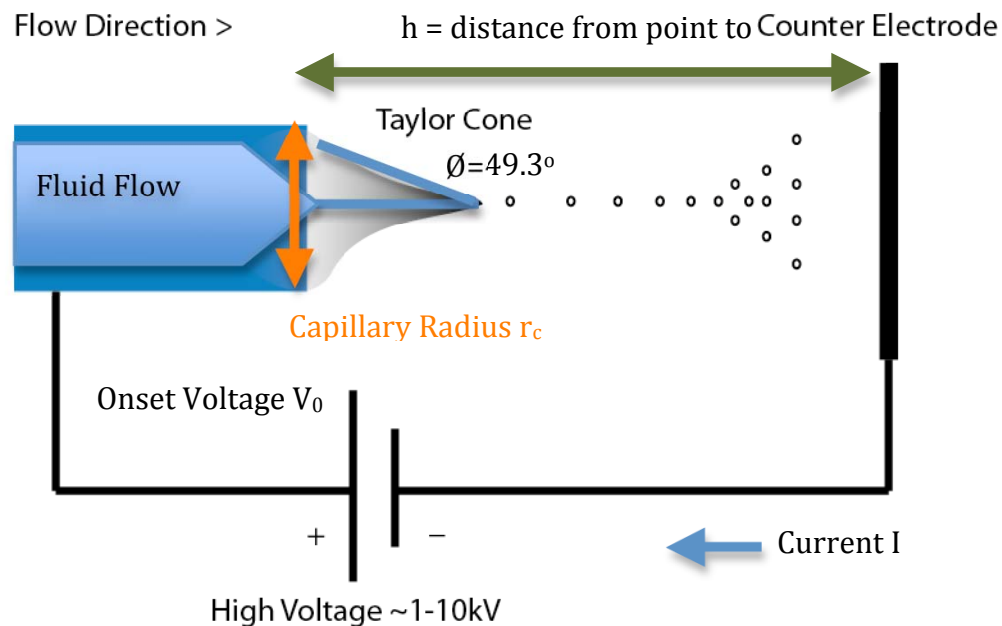 Flow Direction >
h = distance from point to Counter Electrode
Taylor Cone
Ø=49.3o
Fluid Flow
Capillary Radius rc
Onset Voltage V0
+ −
Current I
High Voltage ~1-10kV